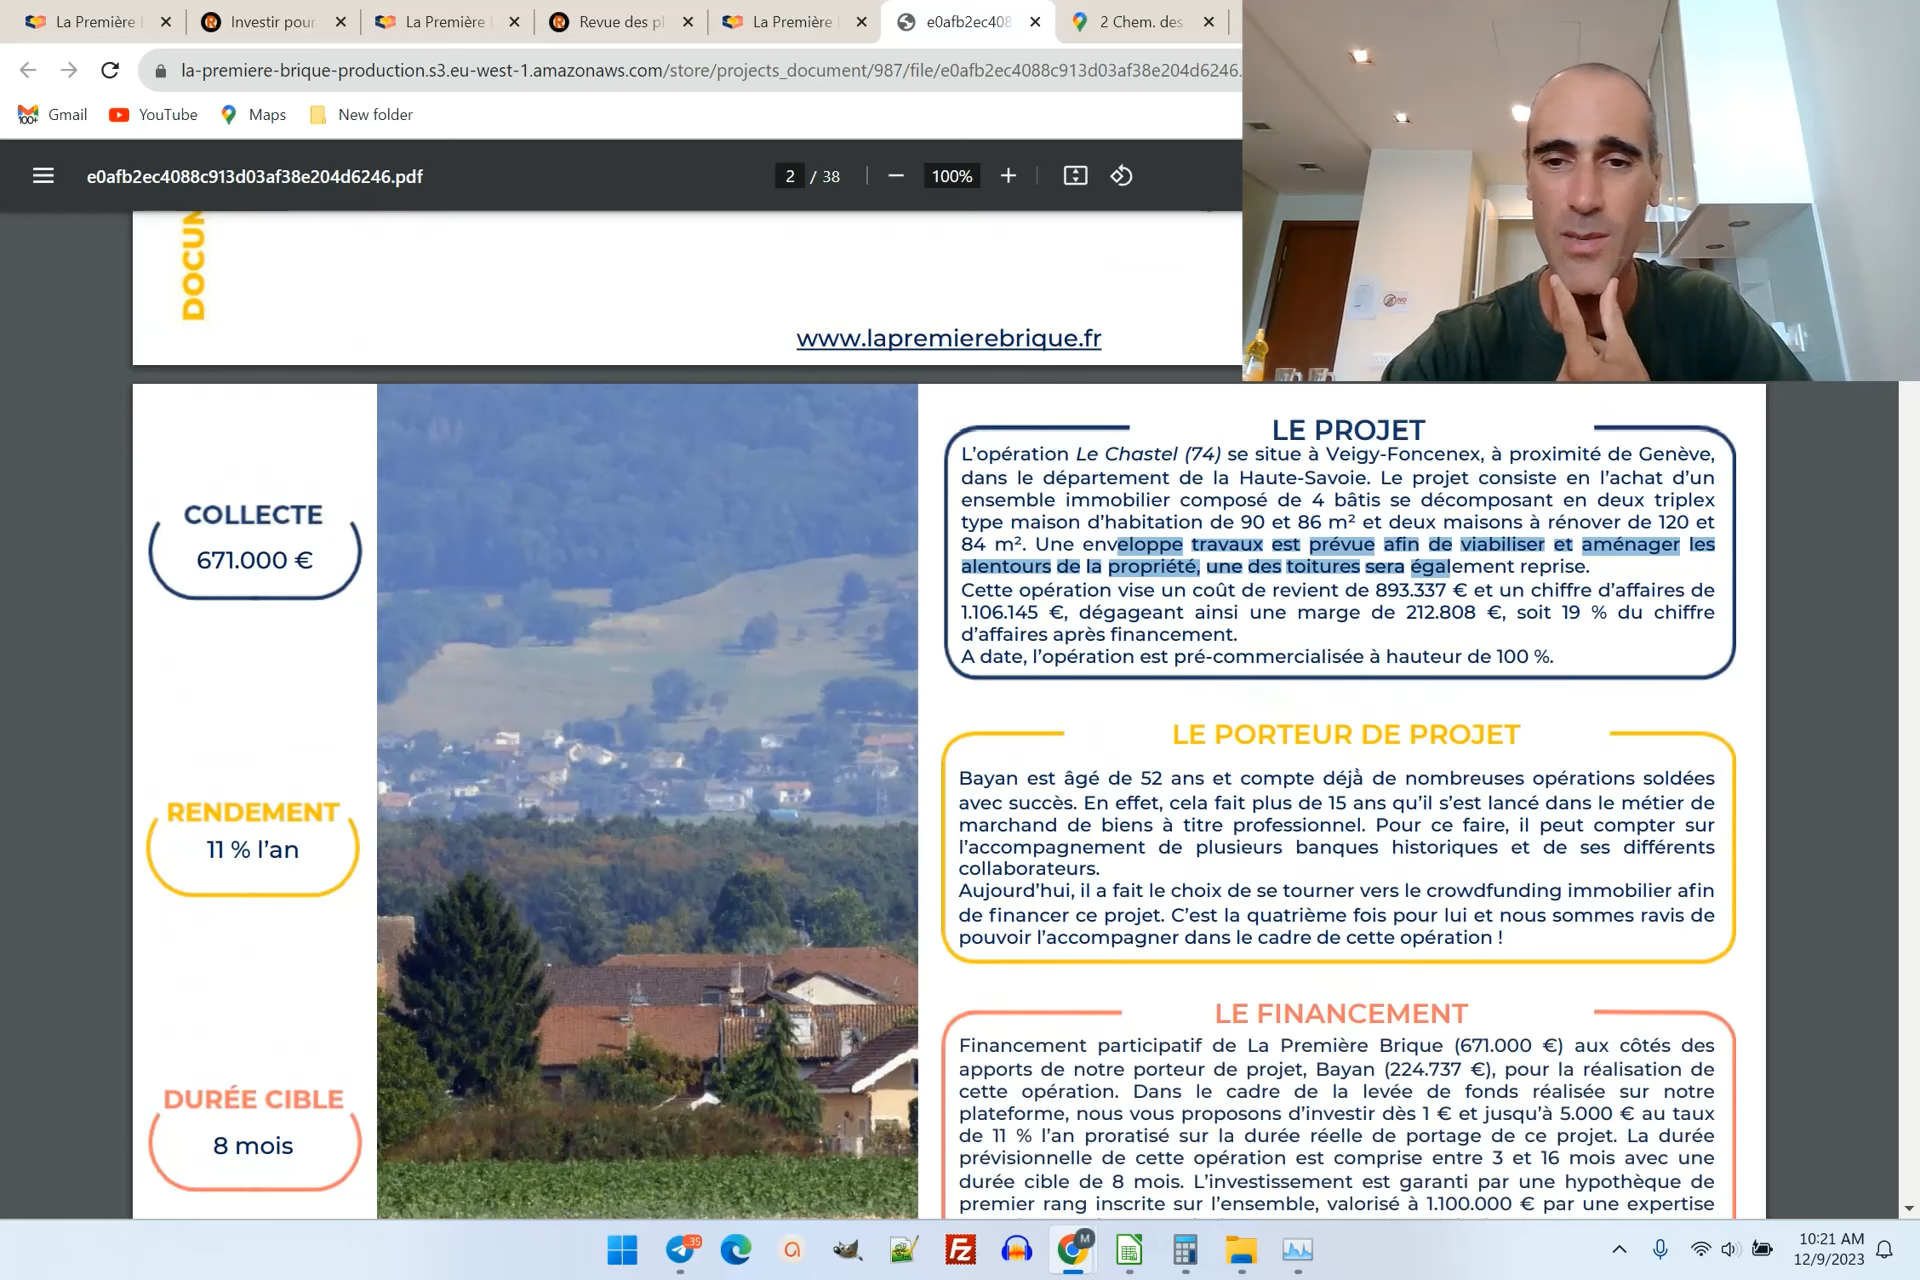 La Première
Investir pour
La Première
Revue des pl
La Première
e0afb2ec408
2 Chem. des
la-premiere-brique-production.s3.eu-west-1.amazonaws.com/store/projects_document/987/file/e0afb2ec4088c913d03af38e204d6246.
Gmail
YouTube
Maps
New folder
e0afb2ec4088c913d03af38e204d6246.pdf
2 / 38
100%
DOCUM
www.lapremierebrique.fr
COLLECTE
671.000 €
RENDEMENT
11 % l’an
DURÉE CIBLE
8 mois
LE PROJET
L’opération Le Chastel (74) se situe à Veigy-Foncenex, à proximité de Genève,
dans le département de la Haute-Savoie. Le projet consiste en l’achat d’un
ensemble immobilier composé de 4 bâtis se décomposant en deux triplex
type maison d’habitation de 90 et 86 m² et deux maisons à rénover de 120 et
84 m². Une enveloppe travaux est prévue afin de viabiliser et aménager les
alentours de la propriété, une des toitures sera également reprise.
Cette opération vise un coût de revient de 893.337 € et un chiffre d’affaires de
1.106.145 €, dégageant ainsi une marge de 212.808 €, soit 19 % du chiffre
d’affaires après financement.
A date, l’opération est pré-commercialisée à hauteur de 100 %.
LE PORTEUR DE PROJET
Bayan est âgé de 52 ans et compte déjà de nombreuses opérations soldées
avec succès. En effet, cela fait plus de 15 ans qu’il s’est lancé dans le métier de
marchand de biens à titre professionnel. Pour ce faire, il peut compter sur
l’accompagnement de plusieurs banques historiques et de ses différents
collaborateurs.
Aujourd’hui, il a fait le choix de se tourner vers le crowdfunding immobilier afin
de financer ce projet. C’est la quatrième fois pour lui et nous sommes ravis de
pouvoir l’accompagner dans le cadre de cette opération !
LE FINANCEMENT
Financement participatif de La Première Brique (671.000 €) aux côtés des
apports de notre porteur de projet, Bayan (224.737 €), pour la réalisation de
cette opération. Dans le cadre de la levée de fonds réalisée sur notre
plateforme, nous vous proposons d’investir dès 1 € et jusqu’à 5.000 € au taux
de 11 % l’an proratisé sur la durée réelle de portage de ce projet. La durée
prévisionnelle de cette opération est comprise entre 3 et 16 mois avec une
durée cible de 8 mois. L’investissement est garanti par une hypothèque de
premier rang inscrite sur l’ensemble, valorisé à 1.100.000 € par une expertise
10:21 AM
12/9/2023